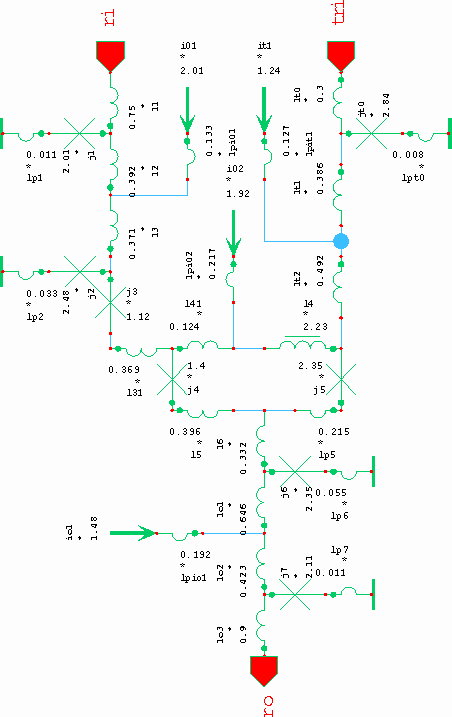 ri
tri
i01
*
2.01
it1
*
1.24
0.75
*
l1
lt0
*
0.3
jt0
*
2.84
0.011
*
lp1
2.01
*
j1
0.392
*
l2
0.133
*
lpi01
0.127
*
lpit1
0.008
*
lpt0
i02
*
1.92
lt1
*
0.386
0.371
*
l3
0.033
*
lp2
2.48
*
j2
j3
*
1.12
lpi02
*
0.217
lt2
*
0.492
l41
*
0.124
l4
*
2.23
0.369
*
l31
1.4
*
j4
2.35
*
j5
0.396
*
l5
l6
*
0.332
0.215
*
lp5
j6
*
2.35
0.055
*
lp6
lo1
*
0.646
io1
*
1.48
0.192
*
lpio1
lo2
*
0.423
j7
*
2.11
lp7
*
0.011
lo3
*
0.9
ro